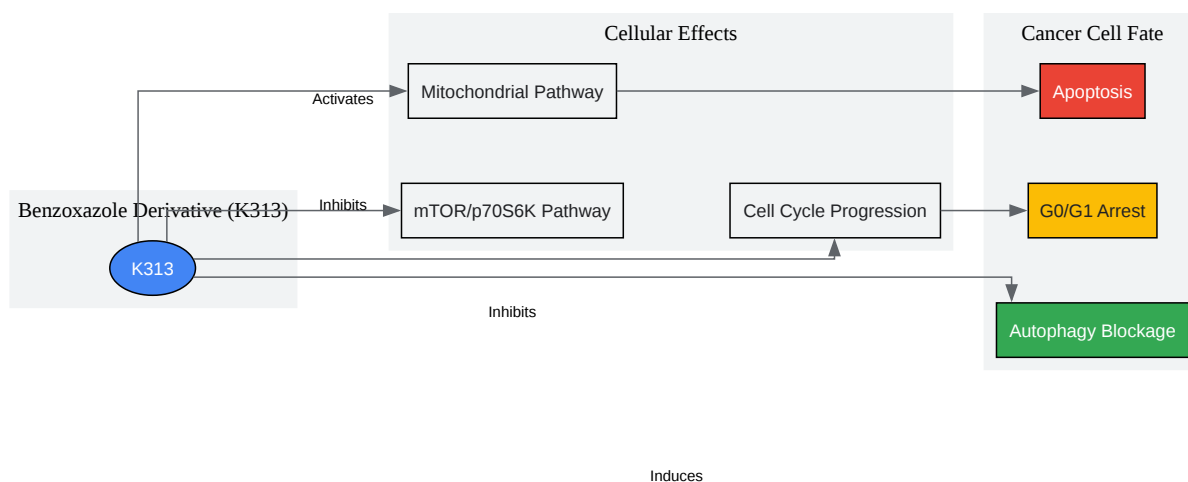 Cellular Effects
Cancer Cell Fate
Mitochondrial Pathway
Apoptosis
Activates
Benzoxazole Derivative (K313)
Inhibits
mTOR/p70S6K Pathway
Cell Cycle Progression
G0/G1 Arrest
K313
Inhibits
Autophagy Blockage
Induces